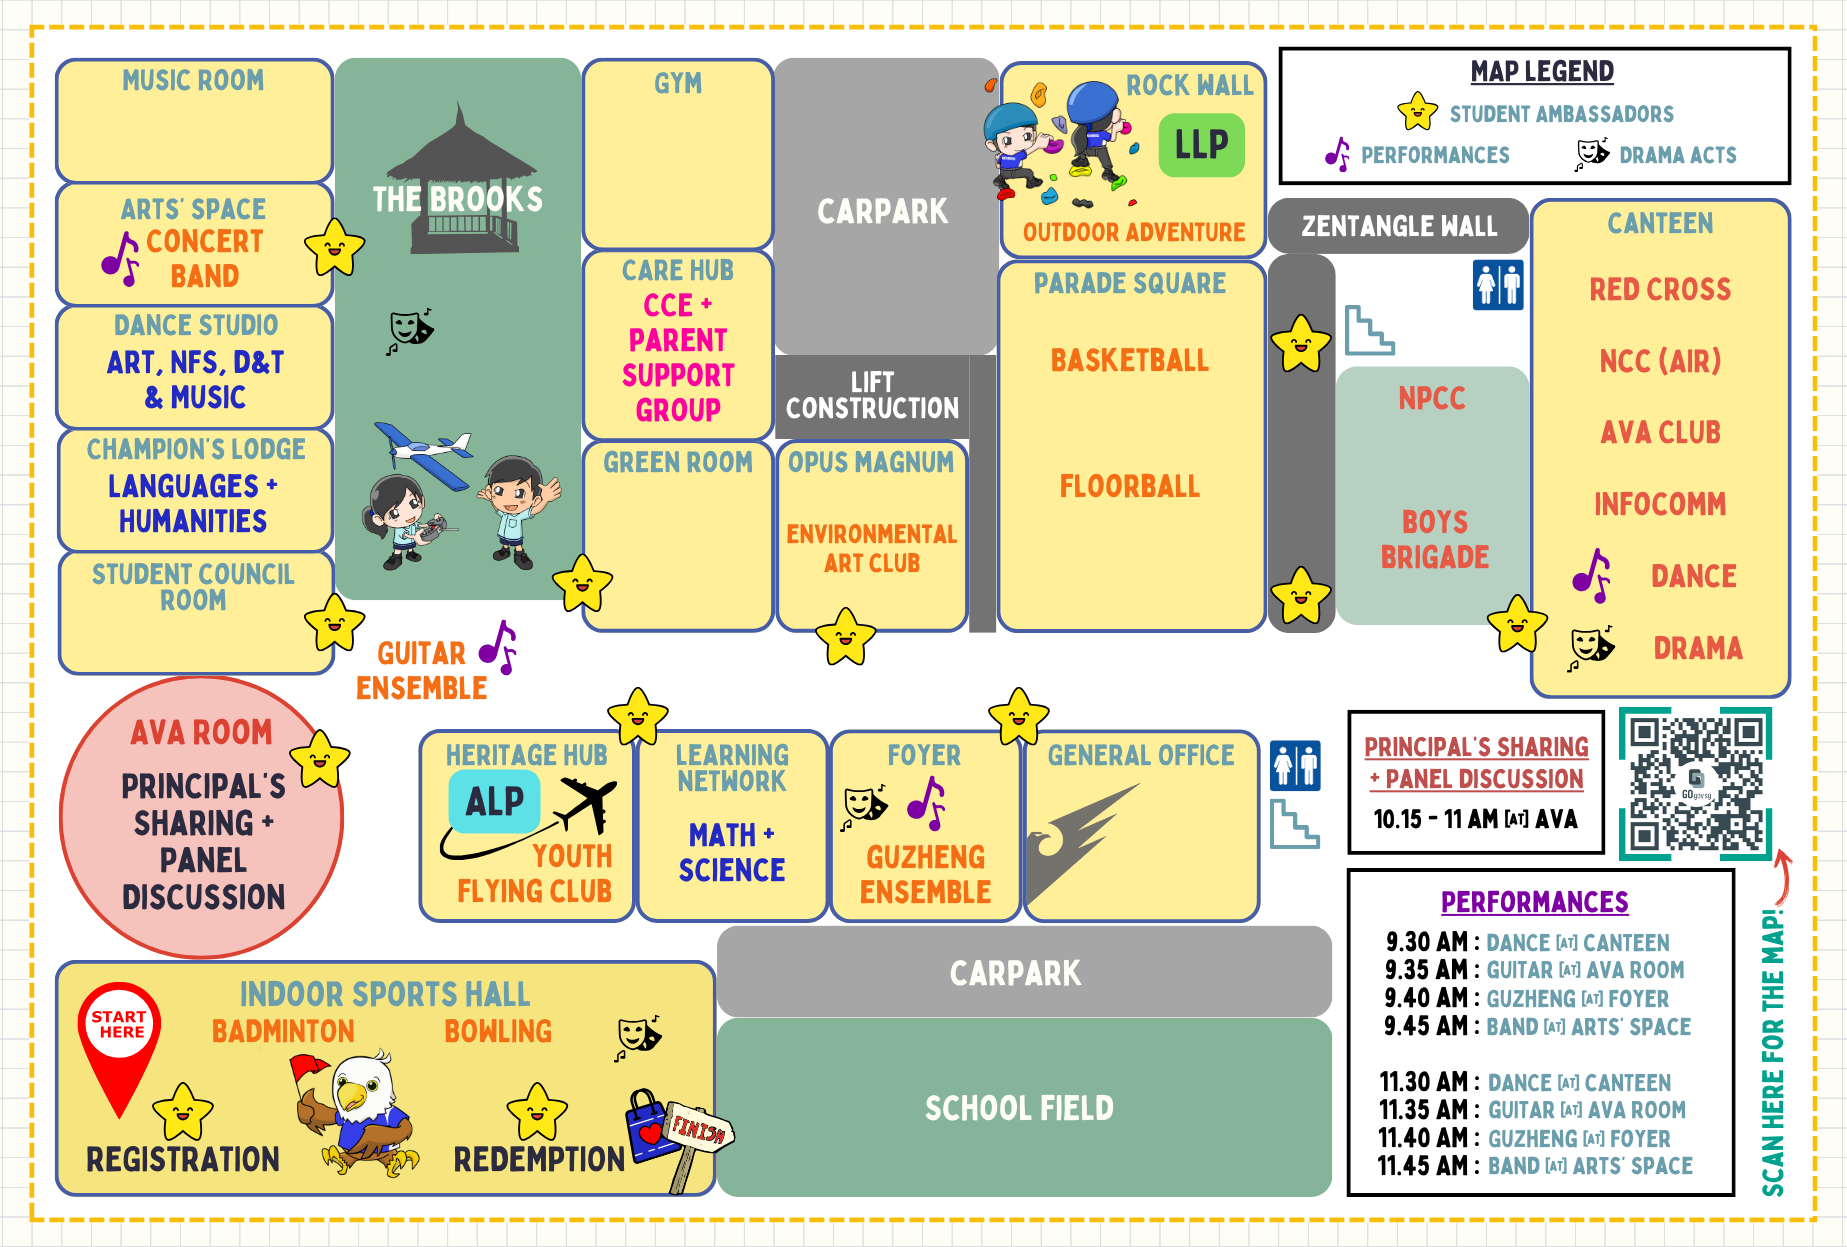 MUSIC ROOM
ARTS' SPACE
CONCERT
BAND
DANCE STUDIO
ART, NFS, D&T
& MUSIC
CHAMPION'S LODGE
LANGUAGES +
HUMANITIES
STUDENT COUNCIL
ROOM
THE BROOKS
GUITAR
ENSEMBLE
GYM
CARE HUB
CCE +
PARENT
SUPPORT
GROUP
GREEN ROOM
CARPARK
LIFT
CONSTRUCTION
OPUS MAGNUM
ENVIRONMENTAL
ART CLUB
ROCK WALL
LLP
OUTDOOR ADVENTURE
PARADE SQUARE
BASKETBALL
FLOORBALL
MAP LEGEND
STUDENT AMBASSADORS
PERFORMANCES
DRAMA ACTS
ZENTANGLE WALL
NPCC
BOYS
BRIGADE
CANTEEN
RED CROSS
NCC (AIR)
AVA CLUB
INFOCOMM
DANCE
DRAMA
AVA ROOM
PRINCIPAL'S
SHARING +
PANEL
DISCUSSION
HERITAGE HUB
ALP
YOUTH
FLYING CLUB
LEARNING
NETWORK
MATH +
SCIENCE
FOYER
GUZHENG
ENSEMBLE
GENERAL OFFICE
PRINCIPAL'S SHARING
+ PANEL DISCUSSION
10.15 - 11 AM [AT] AVA
GOgov.sg
SCAN HERE FOR THE MAP!
INDOOR SPORTS HALL
START
HERE
BADMINTON
BOWLING
REGISTRATION
REDEMPTION
FINISH
CARPARK
SCHOOL FIELD
PERFORMANCES
9.30 AM : DANCE [AT] CANTEEN
9.35 AM : GUITAR [AT] AVA ROOM
9.40 AM : GUZHENG [AT] FOYER
9.45 AM : BAND [AT] ARTS' SPACE
11.30 AM : DANCE [AT] CANTEEN
11.35 AM : GUITAR [AT] AVA ROOM
11.40 AM : GUZHENG [AT] FOYER
11.45 AM : BAND [AT] ARTS' SPACE